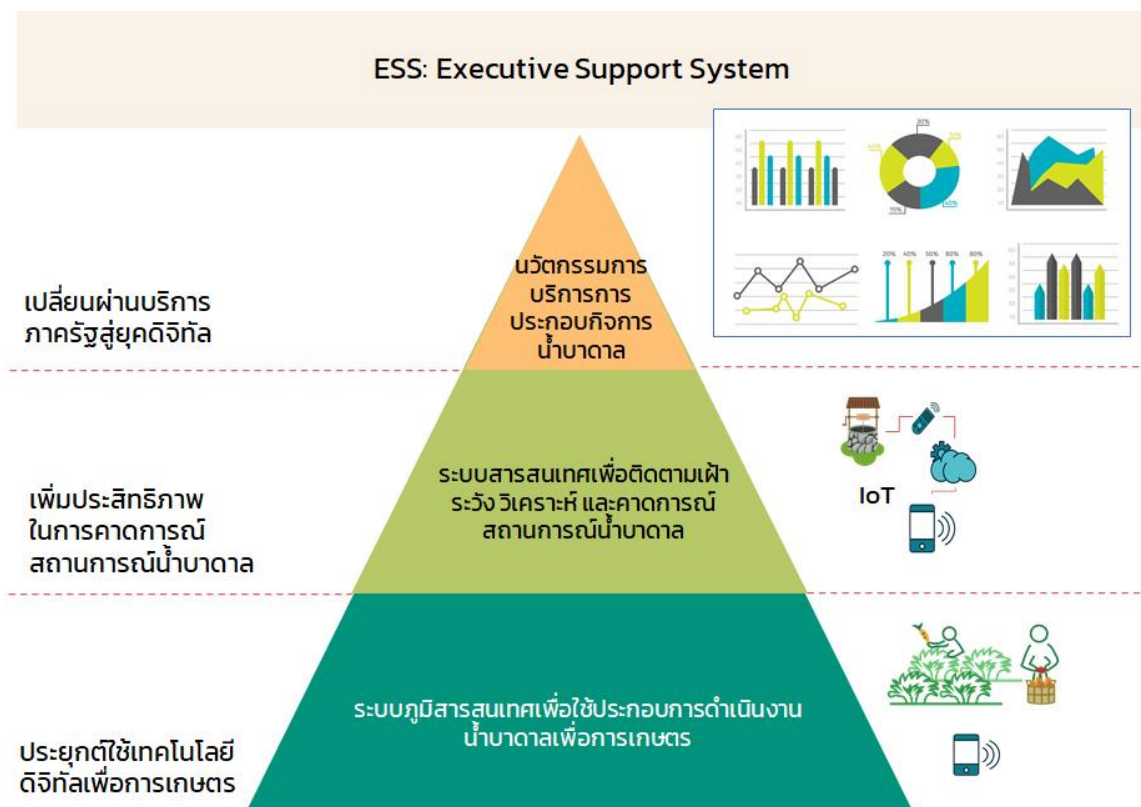 ESS: Executive Support System
เปลี่ยนผ่านบริการ
ภาครัฐสู่ยุคดิจิทัล
นวัตกรรมการ
บริการการ
ประกอบกิจการ
น้ำบาดาล
30%
20%
40%
15%
60%
20%
40%
50%
80%
80%
เพิ่มประสิทธิภาพ
ในการคาดการณ์
สถานการณ์น้ำบาดาล
ระบบสารสนเทศเพื่อติดตามเฝ้า
ระวัง วิเคราะห์ และคาดการณ์
สถานการณ์น้ำบาดาล
IoT
ประยุกต์ใช้เทคโนโลยี
ดิจิทัลเพื่อการเกษตร
ระบบภูมิสารสนเทศเพื่อใช้ประกอบการดำเนินงาน
น้ำบาดาลเพื่อการเกษตร